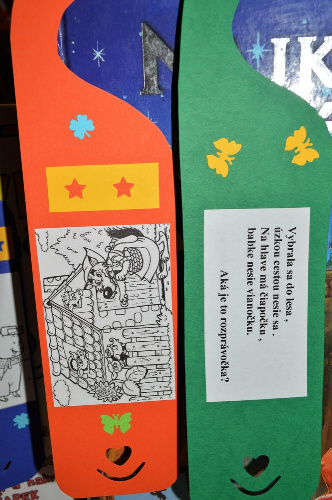 NIK
Vybrala sa do lesa ,
úzkou cestou nesie sa .
Na hlave má čiapočku ,
babke nesie vianočku.
Aká je to rozprávočka?